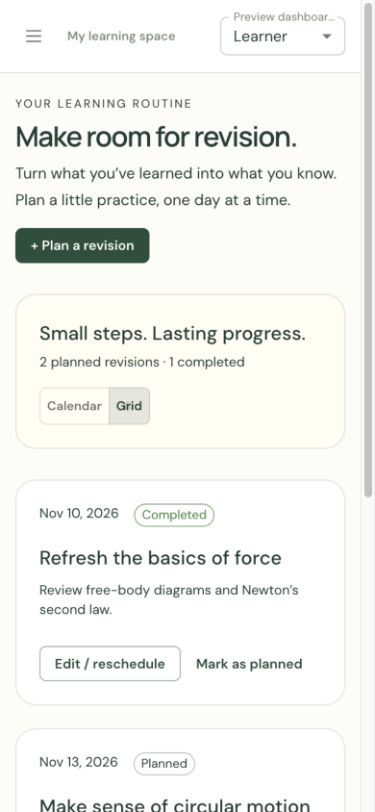 My learning space
Preview dashboar...
Learner
YOUR LEARNING ROUTINE
Make room for revision.
Turn what you’ve learned into what you know.
Plan a little practice, one day at a time.
+ Plan a revision
Small steps. Lasting progress.
2 planned revisions · 1 completed
Calendar Grid
Nov 10, 2026 Completed
Refresh the basics of force
Review free-body diagrams and Newton’s
second law.
Edit / reschedule Mark as planned
Nov 13, 2026 Planned
Make sense of circular motion